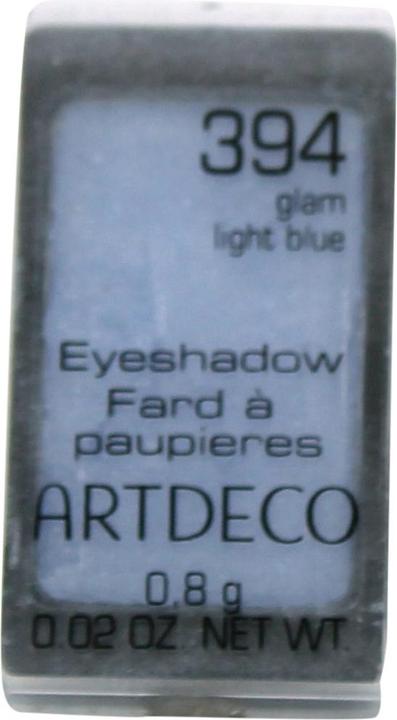 394
glam
light blue
Eyeshadow
Fard à
paupieres
ARTDECO
0,8 g
0.02 OZ. NET WT.